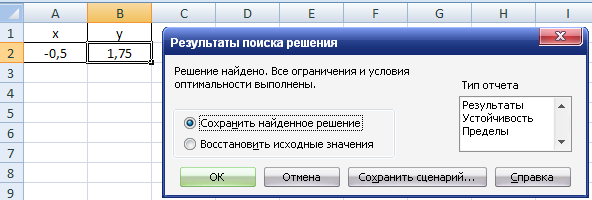 A B C D E F G H I
1 x y
2 -0,5 1,75
3
4
5
6
7
8
9
Результаты поиска решения
Решение найдено. Все ограничения и условия
оптимальности выполнены.
Тип отчета
Результаты
Устойчивость
Пределы
Сохранить найденное решение
Восстановить исходные значения
ОК Отмена Сохранить сценарий... Справка